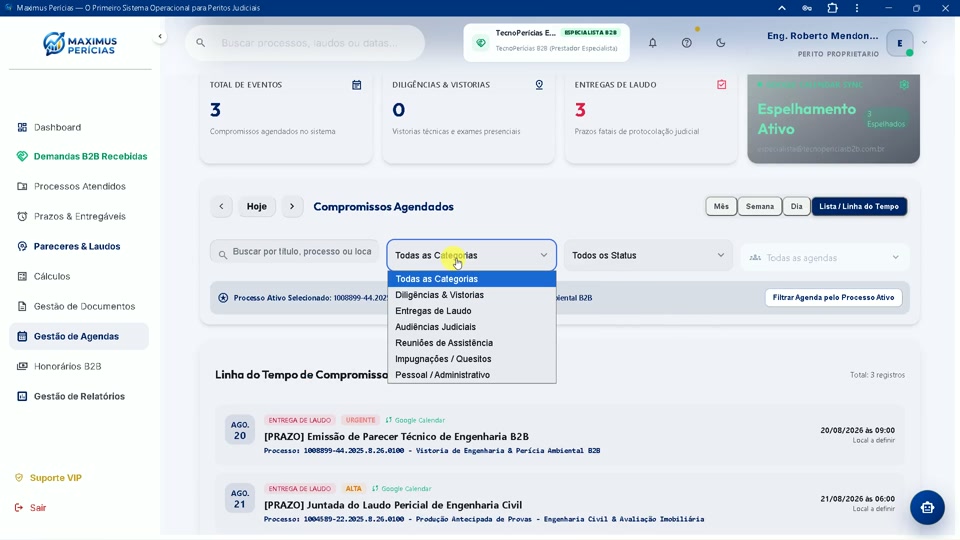 Maximus Perícias — O Primeiro Sistema Operacional para Peritos Judiciais
MAXIMUS
PERÍCIAS
Buscar processos, laudos ou datas...
TecnoPericias E...
ESPECIALISTA B2B
TecnoPericias B2B (Prestador Especialista)
Eng. Roberto Mendon...
PERITO PROPRIETARIO
E
Dashboard
Demandas B2B Recebidas
Processos Atendidos
Prazos & Entregáveis
Pareceres & Laudos
Cálculos
Gestão de Documentos
Gestão de Agendas
Honorários B2B
Gestão de Relatórios
Suporte VIP
Sair
TOTAL DE EVENTOS
3
Compromissos agendados no sistema
DILIGÊNCIAS & VISTORIAS
0
Vistorias técnicas e exames presenciais
ENTREGAS DE LAUDO
3
Prazos fatais de protocolação judicial
Espelhamento
Ativo
3
Espelhados
Hoje
Compromissos Agendados
Mês
Semana
Dia
Lista / Linha do Tempo
Buscar por título, processo ou loca
Todas as Categorias
Todos os Status
Todas as agendas
Todas as Categorias
Diligências & Vistorias
Entregas de Laudo
Audiências Judiciais
Reuniões de Assistência
Impugnações / Quesitos
Pessoal / Administrativo
Processo Ativo Selecionado: 1008899-44.202
biental B2B
Filtrar Agenda pelo Processo Ativo
Linha do Tempo de Compromisso
Total: 3 registros
AGO.
20
ENTREGA DE LAUDO
URGENTE
Google Calendar
[PRAZO] Emissão de Parecer Técnico de Engenharia B2B
Processo: 1008899-44.2025.8.26.0100 - Vistoria de Engenharia & Perícia Ambiental B2B
20/08/2026 às 09:00
Local a definir
AGO.
21
ENTREGA DE LAUDO
ALTA
Google Calendar
[PRAZO] Juntada do Laudo Pericial de Engenharia Civil
Processo: 1004589-22.2025.8.26.0100 - Produção Antecipada de Provas - Engenharia Civil & Avaliação Imobiliária
21/08/2026 às 06:00
Local a definir